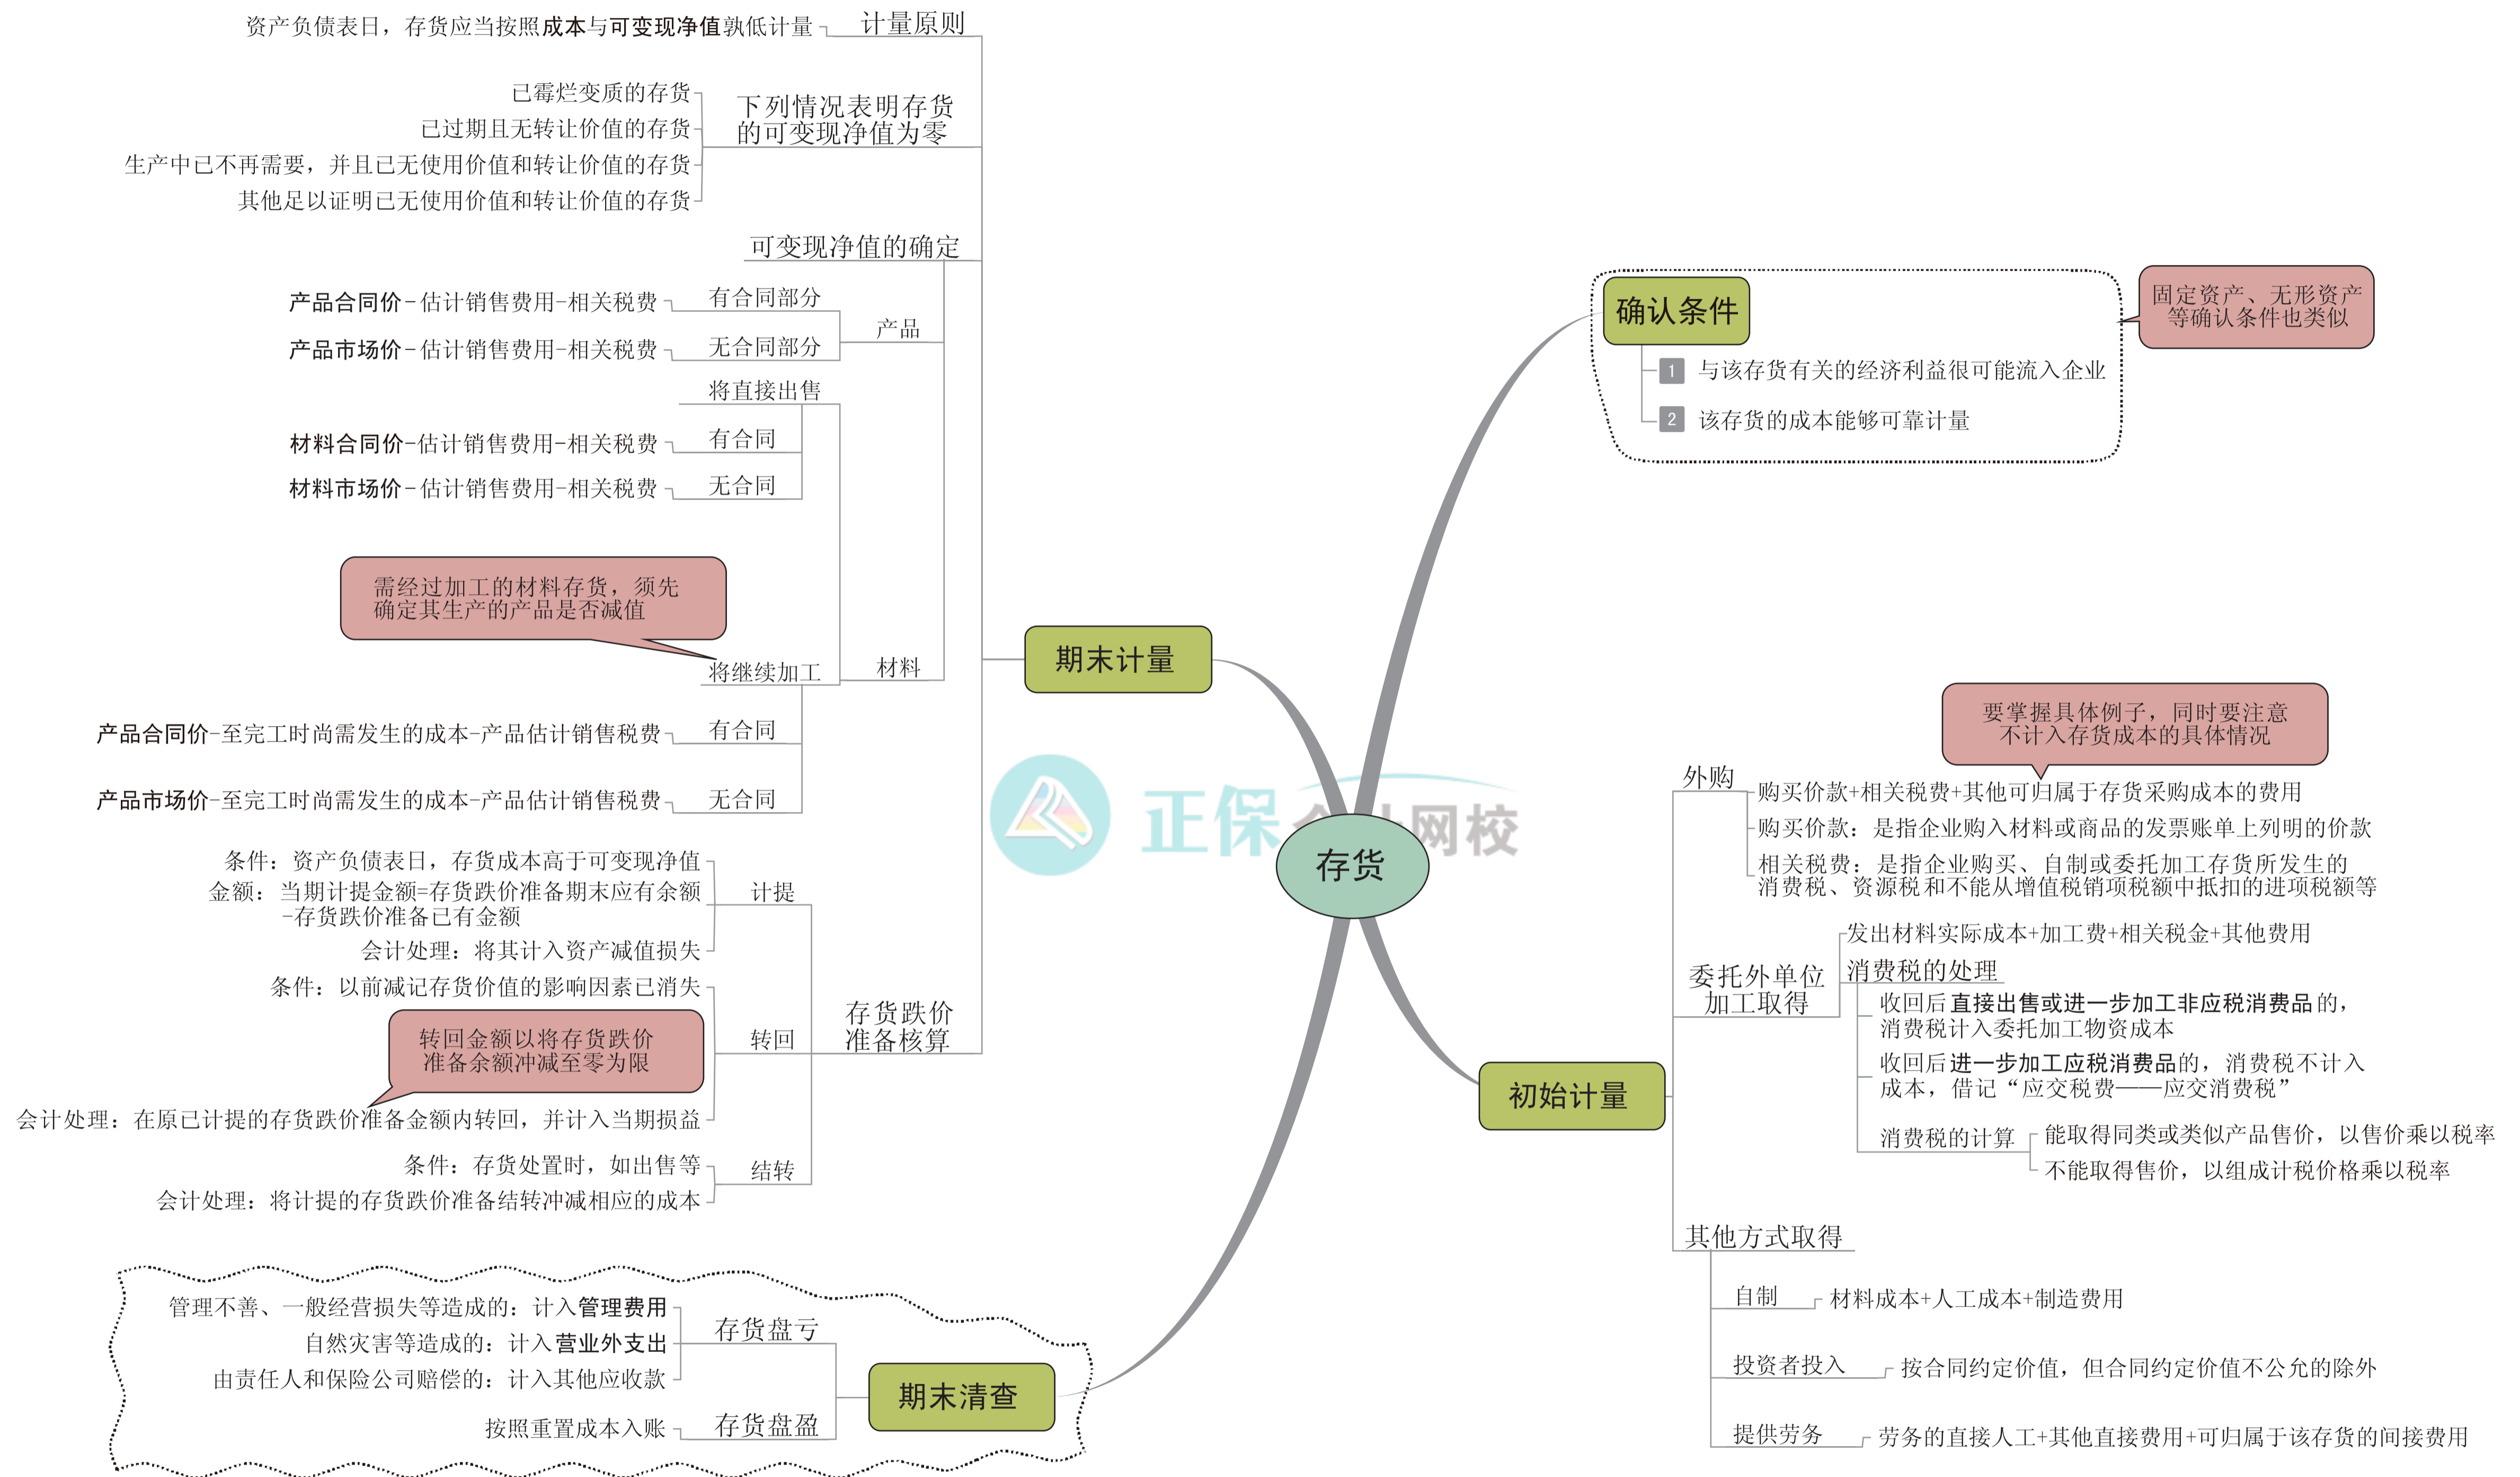 存货
确认条件
1 与该存货有关的经济利益很可能流入企业
2 该存货的成本能够可靠计量
固定资产、无形资产
等确认条件也类似
初始计量
外购
要掌握具体例子，同时要注意
不计入存货成本的具体情况
购买价款+相关税费+其他可归属于存货采购成本的费用
购买价款：是指企业购入材料或商品的发票账单上列明的价款
相关税费：是指企业购买、自制或委托加工存货所发生的
消费税、资源税和不能从增值税销项税额中抵扣的进项税额等
委托外单位
加工取得
发出材料实际成本+加工费+相关税金+其他费用
消费税的处理
收回后直接出售或进一步加工非应税消费品的，
消费税计入委托加工物资成本
收回后进一步加工应税消费品的，消费税不计入
成本，借记“应交税费——应交消费税”
消费税的计算
能取得同类或类似产品售价，以售价乘以税率
不能取得售价，以组成计税价格乘以税率
其他方式取得
自制
材料成本+人工成本+制造费用
投资者投入
按合同约定价值，但合同约定价值不公允的除外
提供劳务
劳务的直接人工+其他直接费用+可归属于该存货的间接费用
期末计量
计量原则
资产负债表日，存货应当按照成本与可变现净值孰低计量
下列情况表明存货
的可变现净值为零
已霉烂变质的存货
已过期且无转让价值的存货
生产中已不再需要，并且已无使用价值和转让价值的存货
其他足以证明已无使用价值和转让价值的存货
可变现净值的确定
产品
有合同部分
产品合同价-估计销售费用-相关税费
无合同部分
产品市场价-估计销售费用-相关税费
材料
将直接出售
有合同
材料合同价-估计销售费用-相关税费
无合同
材料市场价-估计销售费用-相关税费
需经过加工的材料存货，须先
确定其生产的产品是否减值
将继续加工
有合同
产品合同价-至完工时尚需发生的成本-产品估计销售税费
无合同
产品市场价-至完工时尚需发生的成本-产品估计销售税费
存货跌价
准备核算
计提
条件：资产负债表日，存货成本高于可变现净值
金额：当期计提金额=存货跌价准备期末应有余额
-存货跌价准备已有金额
会计处理：将其计入资产减值损失
转回
条件：以前减记存货价值的影响因素已消失
转回金额以将存货跌价
准备余额冲减至零为限
会计处理：在原已计提的存货跌价准备金额内转回，并计入当期损益
结转
条件：存货处置时，如出售等
会计处理：将计提的存货跌价准备结转冲减相应的成本
期末清查
存货盘亏
管理不善、一般经营损失等造成的：计入管理费用
自然灾害等造成的：计入营业外支出
由责任人和保险公司赔偿的：计入其他应收款
存货盘盈
按照重置成本入账
正保会计网校